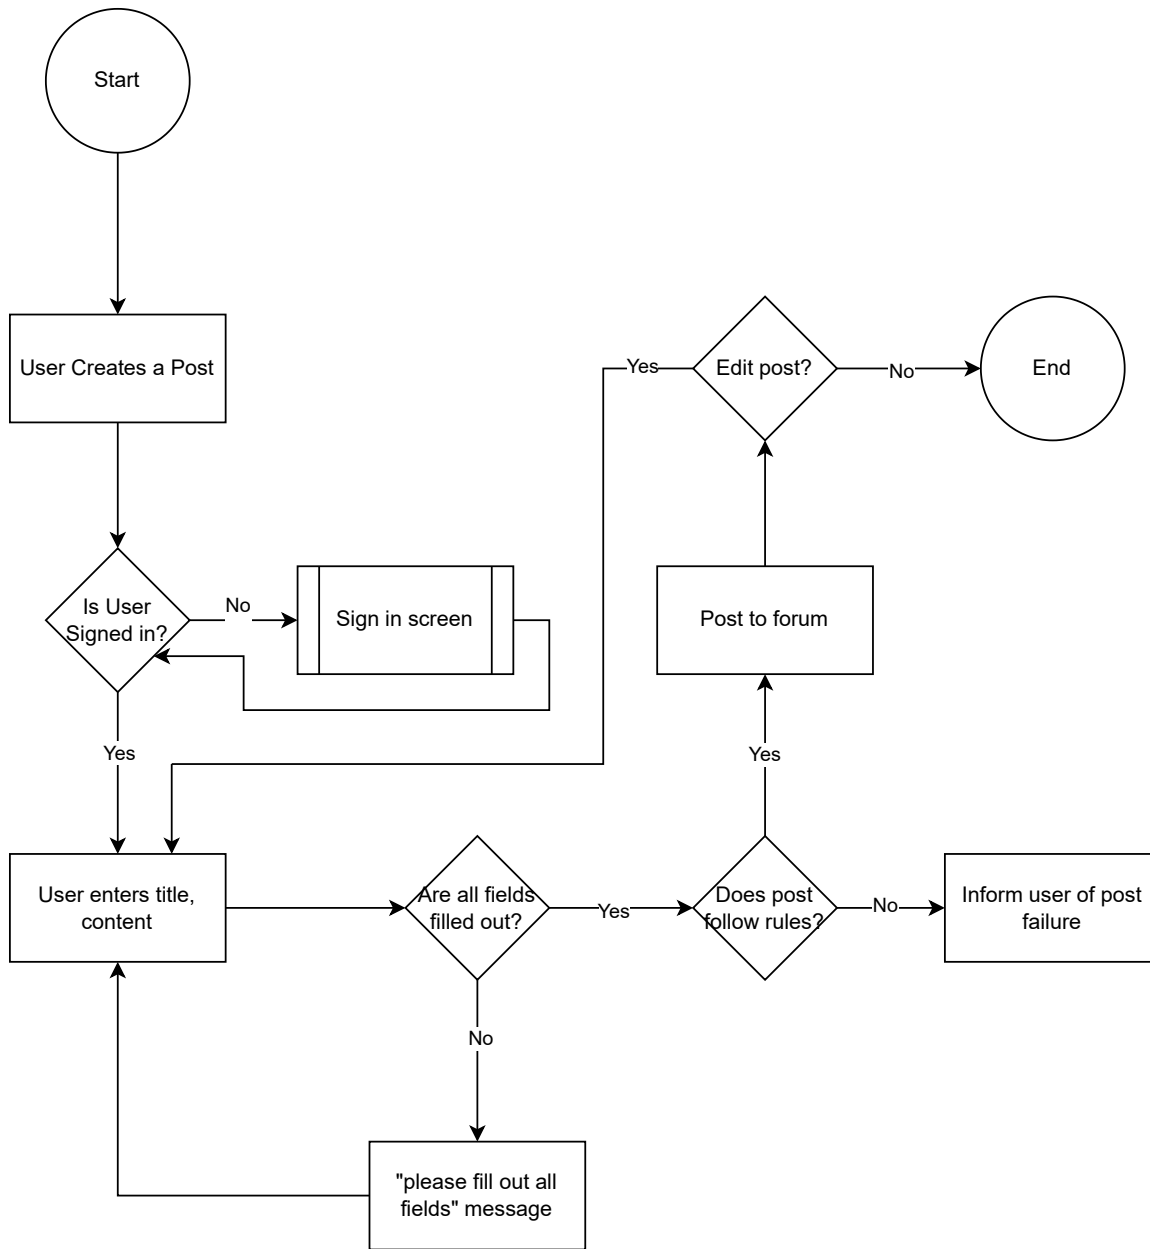 Start
User Creates a Post
Is User
Signed in?
No
Sign in screen
Yes
User enters title,
content
Are all fields
filled out?
No
"please fill out all
fields" message
Yes
Does post
follow rules?
No
Inform user of post
failure
Yes
Post to forum
Edit post?
Yes
No
End